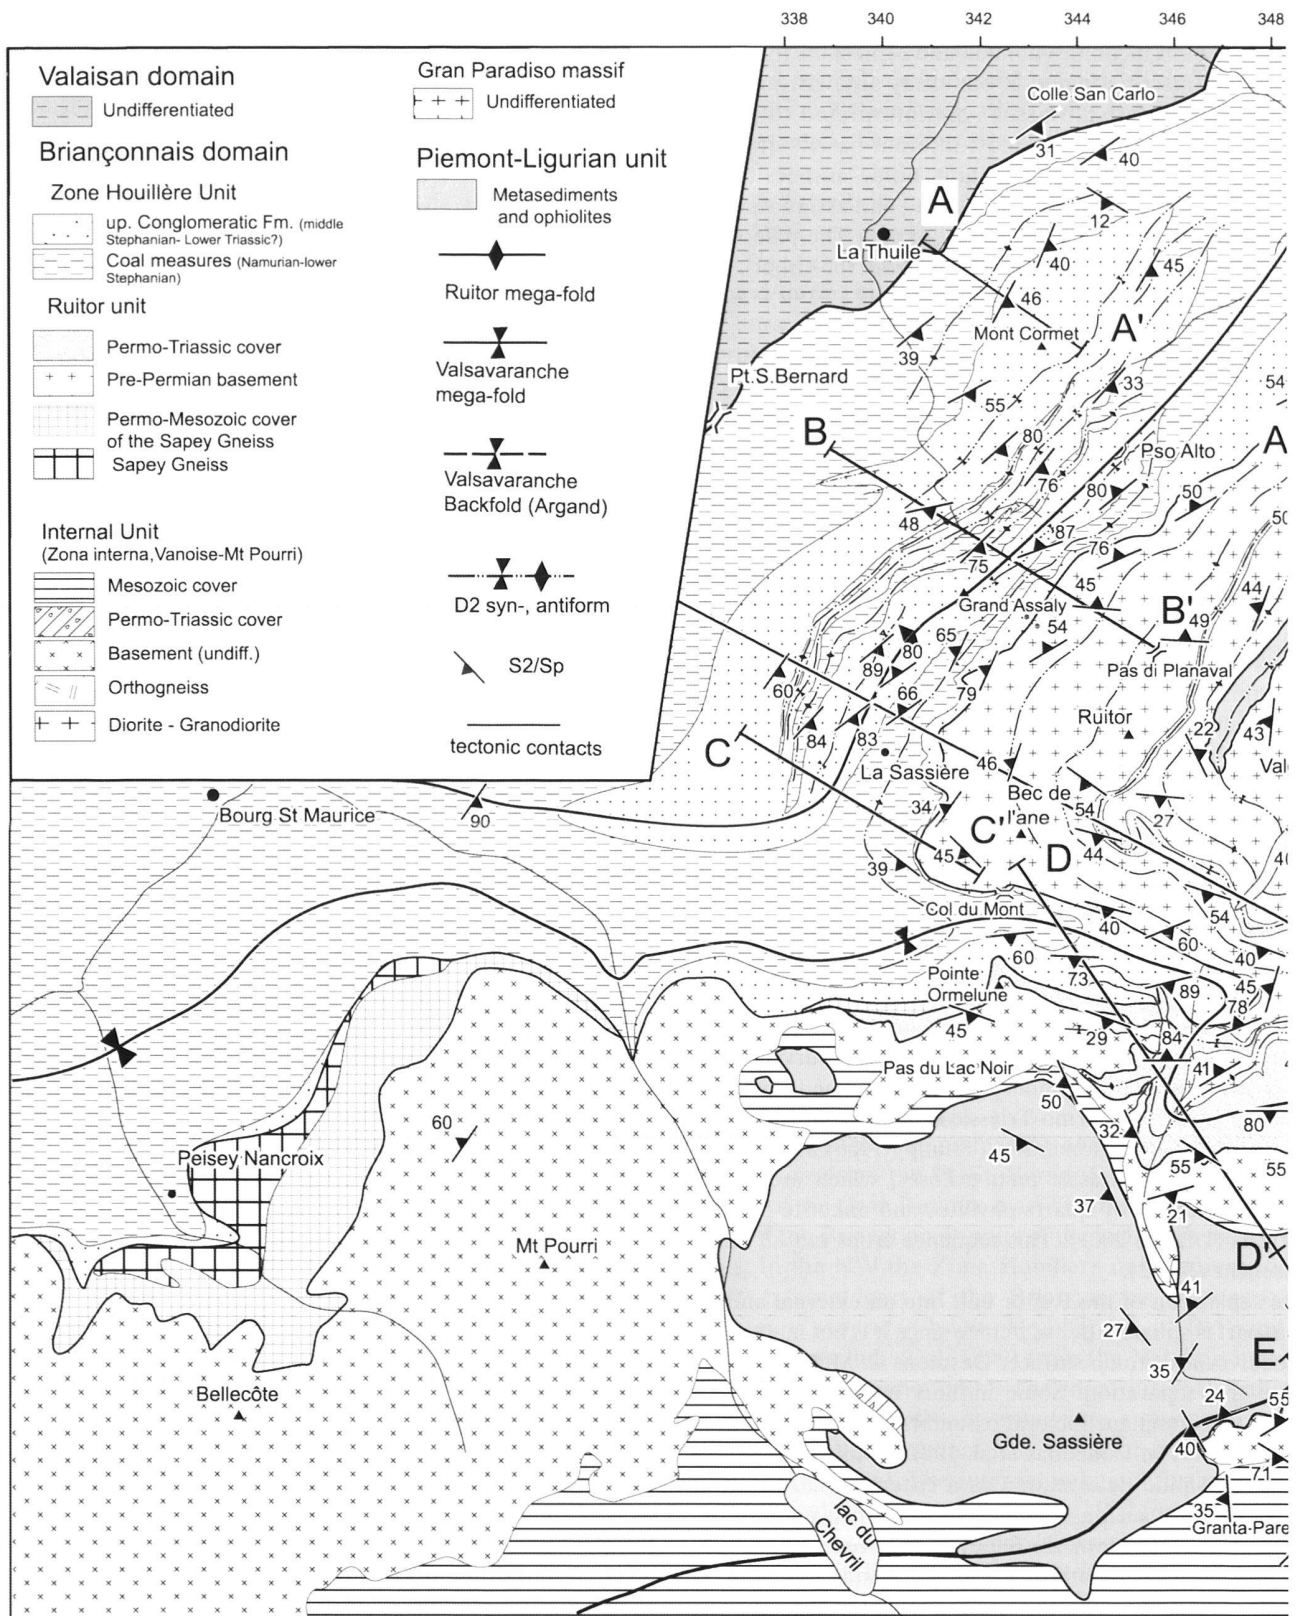 338 340 342 344 346 348
Valaisan domain
Undifferentiated
Briançonnais domain
Zone Houillère Unit
up. Conglomeratic Fm. (middle
Stephanian- Lower Triassic?)
Coal measures (Namurian-lower
Stephanian)
Ruitor unit
Permo-Triassic cover
Pre-Permian basement
Permo-Mesozoic cover
of the Sapey Gneiss
Sapey Gneiss
Internal Unit
(Zona interna,Vanoise-Mt Pourri)
Mesozoic cover
Permo-Triassic cover
Basement (undiff.)
Orthogneiss
Diorite - Granodiorite
Gran Paradiso massif
Undifferentiated
Piemont-Ligurian unit
Metasediments
and ophiolites
Ruitor mega-fold
Valsavaranche
mega-fold
Valsavaranche
Backfold (Argand)
D2 syn-, antiform
S2/Sp
tectonic contacts
Colle San Carlo
31
40
A
12
La Thuile
40
45
46
Mont Cormet
A'
39
Pt.S.Bernard
33
54
55
B
80
A
Pso Alto
76
80
50
48
50
87
75
76
45
44
Grand Assaly
B'
49
54
65
80
Pas di Planaval
89
79
60
66
Ruitor
22
43
84
83
C
Val
La Sassière
46
Bec de
l'ane
54
27
34
C'
D
45
44
40
39
Col du Mont
54
40
60
40
60
Pointe
Ormelune
73
89
45
78
45
29
84
Pas du Lac Noir
41
50
80
32
45
55
55
37
21
D'
41
27
35
E
24
55
Gde. Sassière
40
71
35
Granta-Pare
Bourg St Maurice
90
60
Peisey Nancroix
Mt Pourri
Bellecôte
lac du
Chevril